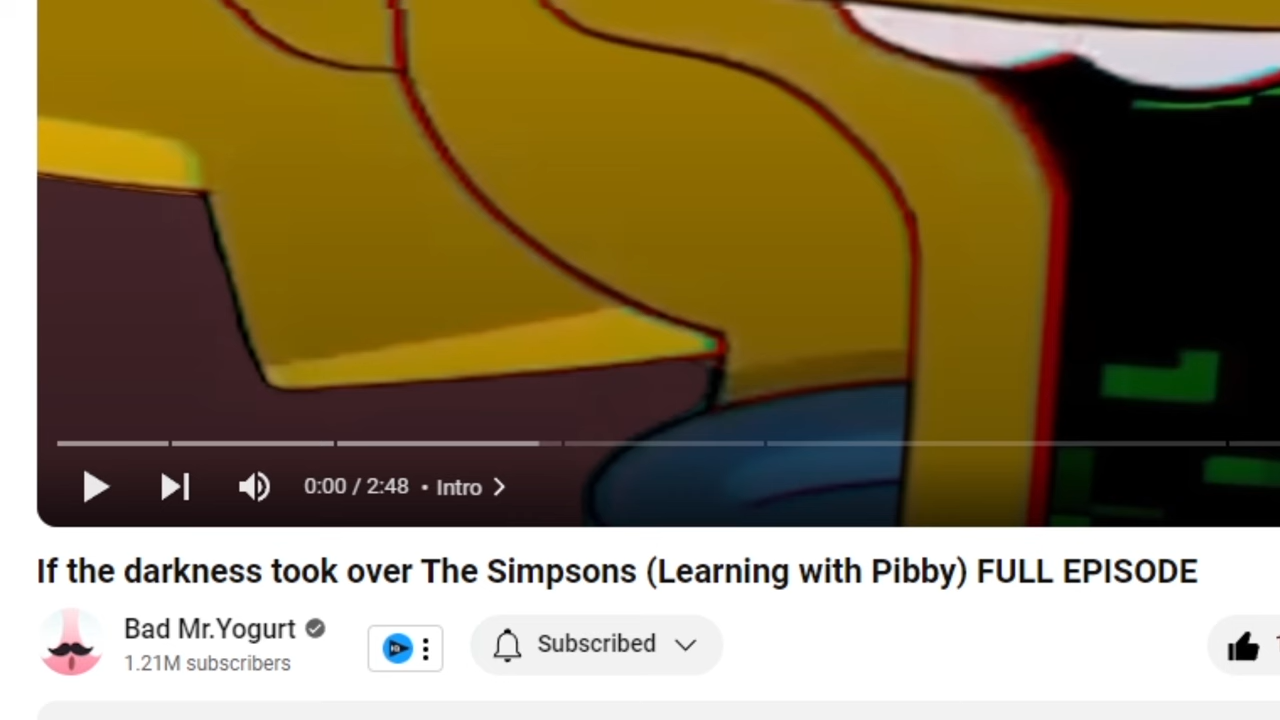 0:00 / 2:48 • Intro
If the darkness took over The Simpsons (Learning with Pibby) FULL EPISODE
Bad Mr.Yogurt
1.21M subscribers
Subscribed